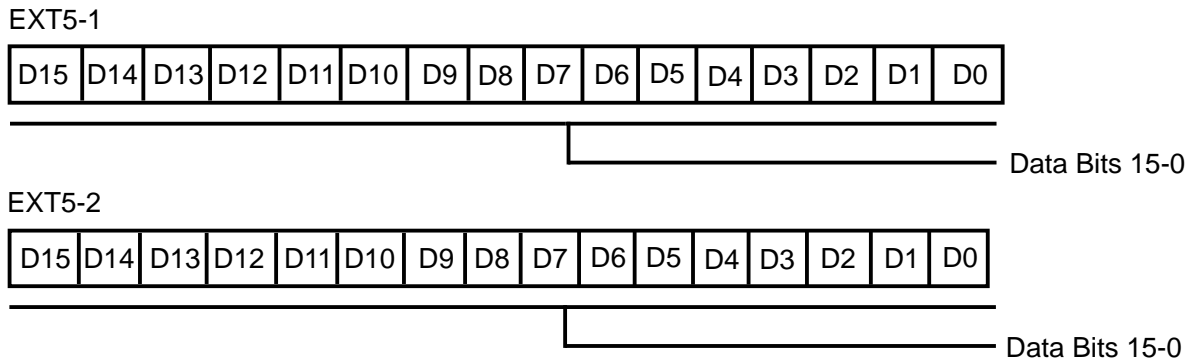 EXT5-1
D15 D14 D13 D12 D11 D10 D9 D8 D7 D6 D5 D4 D3 D2 D1 D0
Data Bits 15-0
EXT5-2
D15 D14 D13 D12 D11 D10 D9 D8 D7 D6 D5 D4 D3 D2 D1 D0
Data Bits 15-0